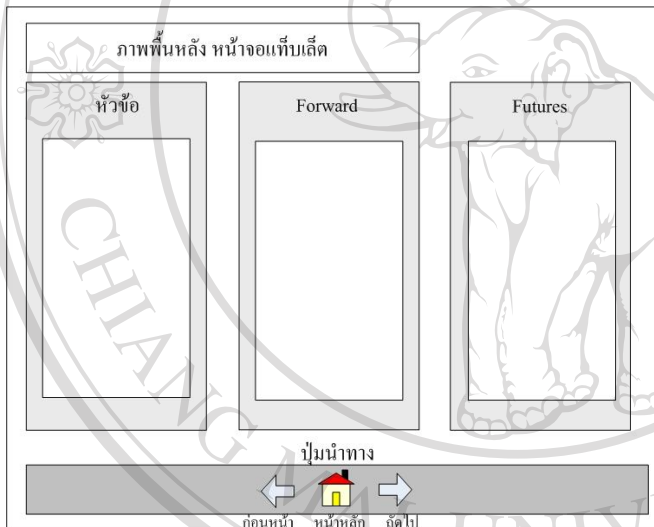 ภาพพื้นหลัง หน้าจอแท็บเล็ต
หัวข้อ
Forward
Futures
ปุ่มนำทาง
ก่อนหน้า หน้าหลัก ถัดไป
CHIANG MAI UNIV